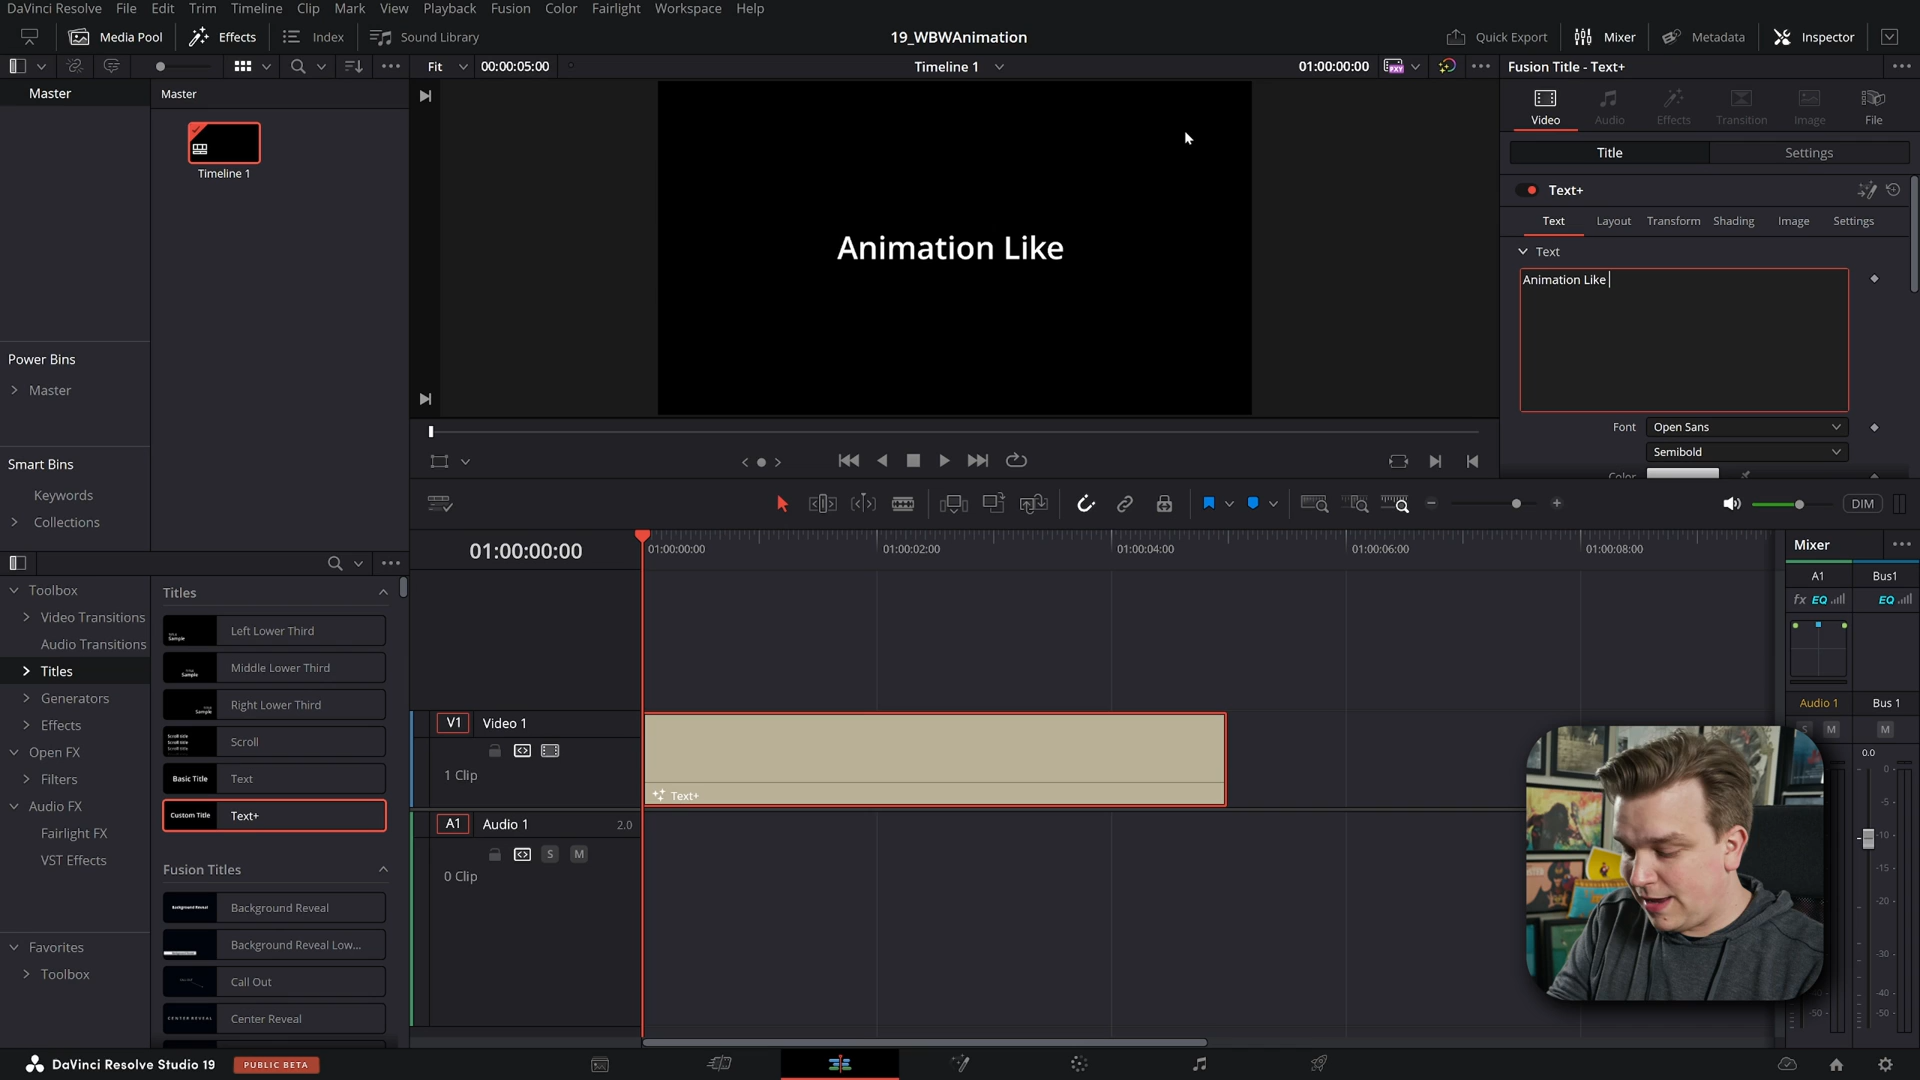 DaVinci Resolve File Edit Trim Timeline Clip Mark View Playback Fusion Color Fairlight Workspace Help
Media Pool Effects Index Sound Library 19_WBWAnimation Quick Export Mixer Metadata Inspector
Fit 00:00:05:00 Timeline 1 01:00:00:00 Fusion Title - Text+
Master Master
Timeline 1
Video Audio Effects Transition Image File
Title Settings
Text+
Text Layout Transform Shading Image Settings
Text
Animation Like
Animation Like
Font Open Sans
Semibold
Color
Power Bins
Master
Smart Bins
Keywords
Collections
DIM
01:00:00:00 01:00:00:00 01:00:02:00 01:00:04:00 01:00:06:00 01:00:08:00
Toolbox
Video Transitions
Audio Transitions
Titles
Generators
Effects
Open FX
Filters
Audio FX
Fairlight FX
VST Effects
Favorites
Toolbox
Titles
Left Lower Third
Middle Lower Third
Right Lower Third
Scroll
Basic Title Text
Custom Title Text+
Fusion Titles
Background Reveal
Background Reveal Low...
Call Out
CENTER REVEAL Center Reveal
V1 Video 1
1 Clip
Text+
A1 Audio 1 2.0
S M
0 Clip
Mixer
A1 Bus1
fx EQ EQ
Audio 1 Bus 1
S M M
0.0
0
-5
-10
-15
-20
-30
-40
-50
DaVinci Resolve Studio 19 PUBLIC BETA